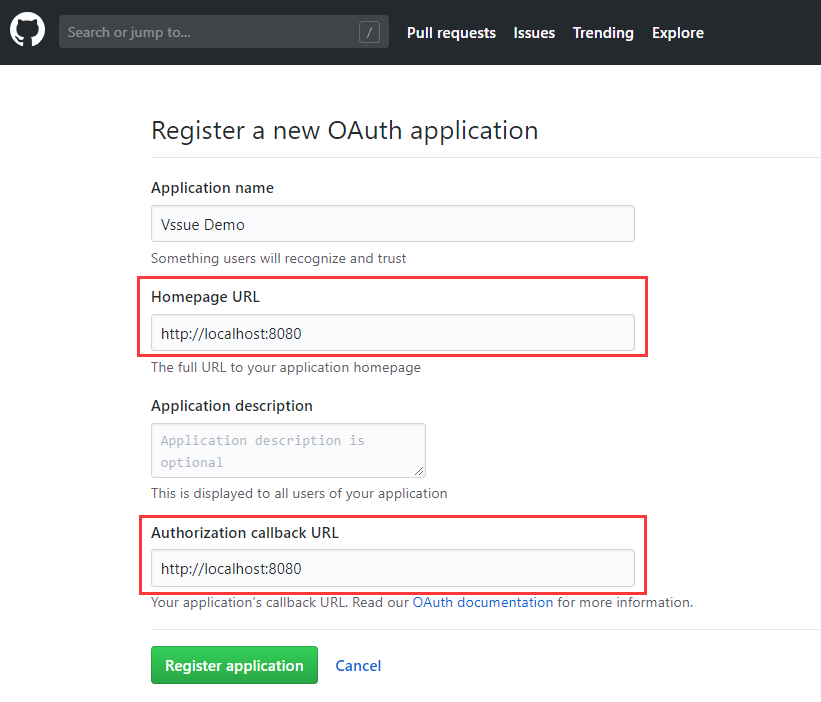 Search or jump to... /
Pull requests Issues Trending Explore
Register a new OAuth application
Application name
Vssue Demo
Something users will recognize and trust
Homepage URL
http://localhost:8080
The full URL to your application homepage
Application description
Application description is
optional
This is displayed to all users of your application
Authorization callback URL
http://localhost:8080
Your application's callback URL. Read our OAuth documentation for more information.
Register application Cancel